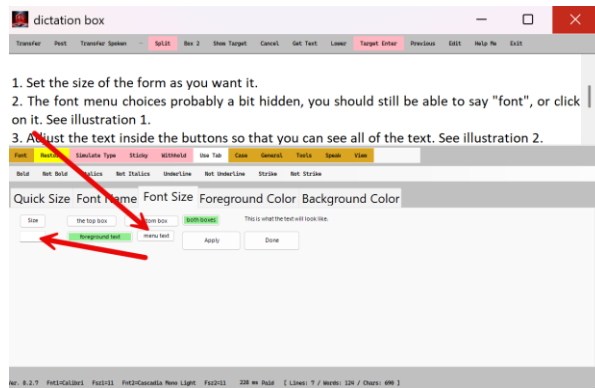 dictation box
Transfer Post Transfer Spoken Split Box 2 Show Target Cancel Get Text Lower Target Enter Previous Edit Help Me Exit
1. Set the size of the form as you want it.
2. The font menu choices probably a bit hidden, you should still be able to say "font", or click
on it. See illustration 1.
3. Adjust the text inside the buttons so that you can see all of the text. See illustration 2.
Font Simulate Type Sticky Withheld Use Tab Case General Tools Speak View
Bold Not Bold Italics Not Italics Underline Not Underline Strike Not Strike
Quick Size Font Name Font Size Foreground Color Background Color
Size the top box box both boxes This is what the text will look like.
foreground text menu text Apply Done
Ver. 8.2.7 Fnt1=Calibri Fsz1=11 Fnt2=Cascadia Mono Light Fsz2=11 228 mm Paid [ Lines: 7 / Words: 124 / Chars: 690 ]